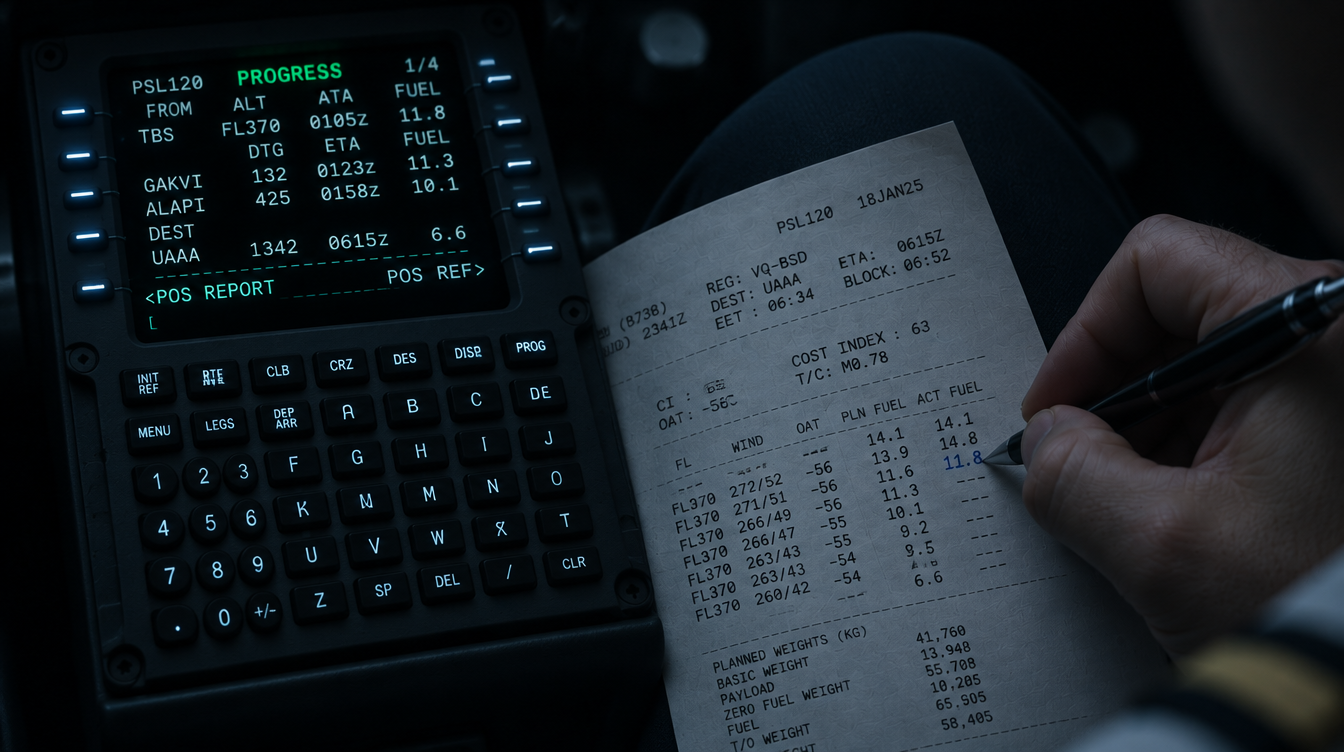 PSL120 PROGRESS 1/4
FROM ALT ATA FUEL
TBS FL370 0105z 11.8
DTG ETA FUEL
GAKVI 132 0123z 11.3
ALAPI 425 0158z 10.1
DEST
UAAA 1342 0615z 6.6
<POS REPORT POS REF>
[
INIT REF
RTE
CLB
CRZ
DES
PROG
MENU
LEGS
DEP ARR
A
B
C
DE
1
2
3
F
G
H
I
J
4
5
6
K
M
M
N
O
7
8
9
U
V
W
X
T
.
0
+/-
Z
SP
DEL
/
CLR
PSL120 18JAN25
(B738) REG: VQ-BSD ETA: 0615Z
2341Z DEST: UAAA BLOCK: 06:52
EET : 06:34
CI : COST INDEX : 63
OAT: T/C: M0.78
FL WIND OAT PLN FUEL ACT FUEL
--- --- 14.1 14.1
FL370 272/52 -56 13.9 14.8
FL370 271/51 -56 11.6 11.8
FL370 266/49 -56 11.3 ---
FL370 266/47 -55 10.1 ---
FL370 263/43 -55 9.2 ---
FL370 263/43 -54 9.5 ---
FL370 260/42 -54 6.6 ---
PLANNED WEIGHTS (KG)
BASIC WEIGHT 41,760
PAYLOAD 13.948
ZERO FUEL WEIGHT 55.708
FUEL 10,205
T/O WEIGHT 65.505
58,405